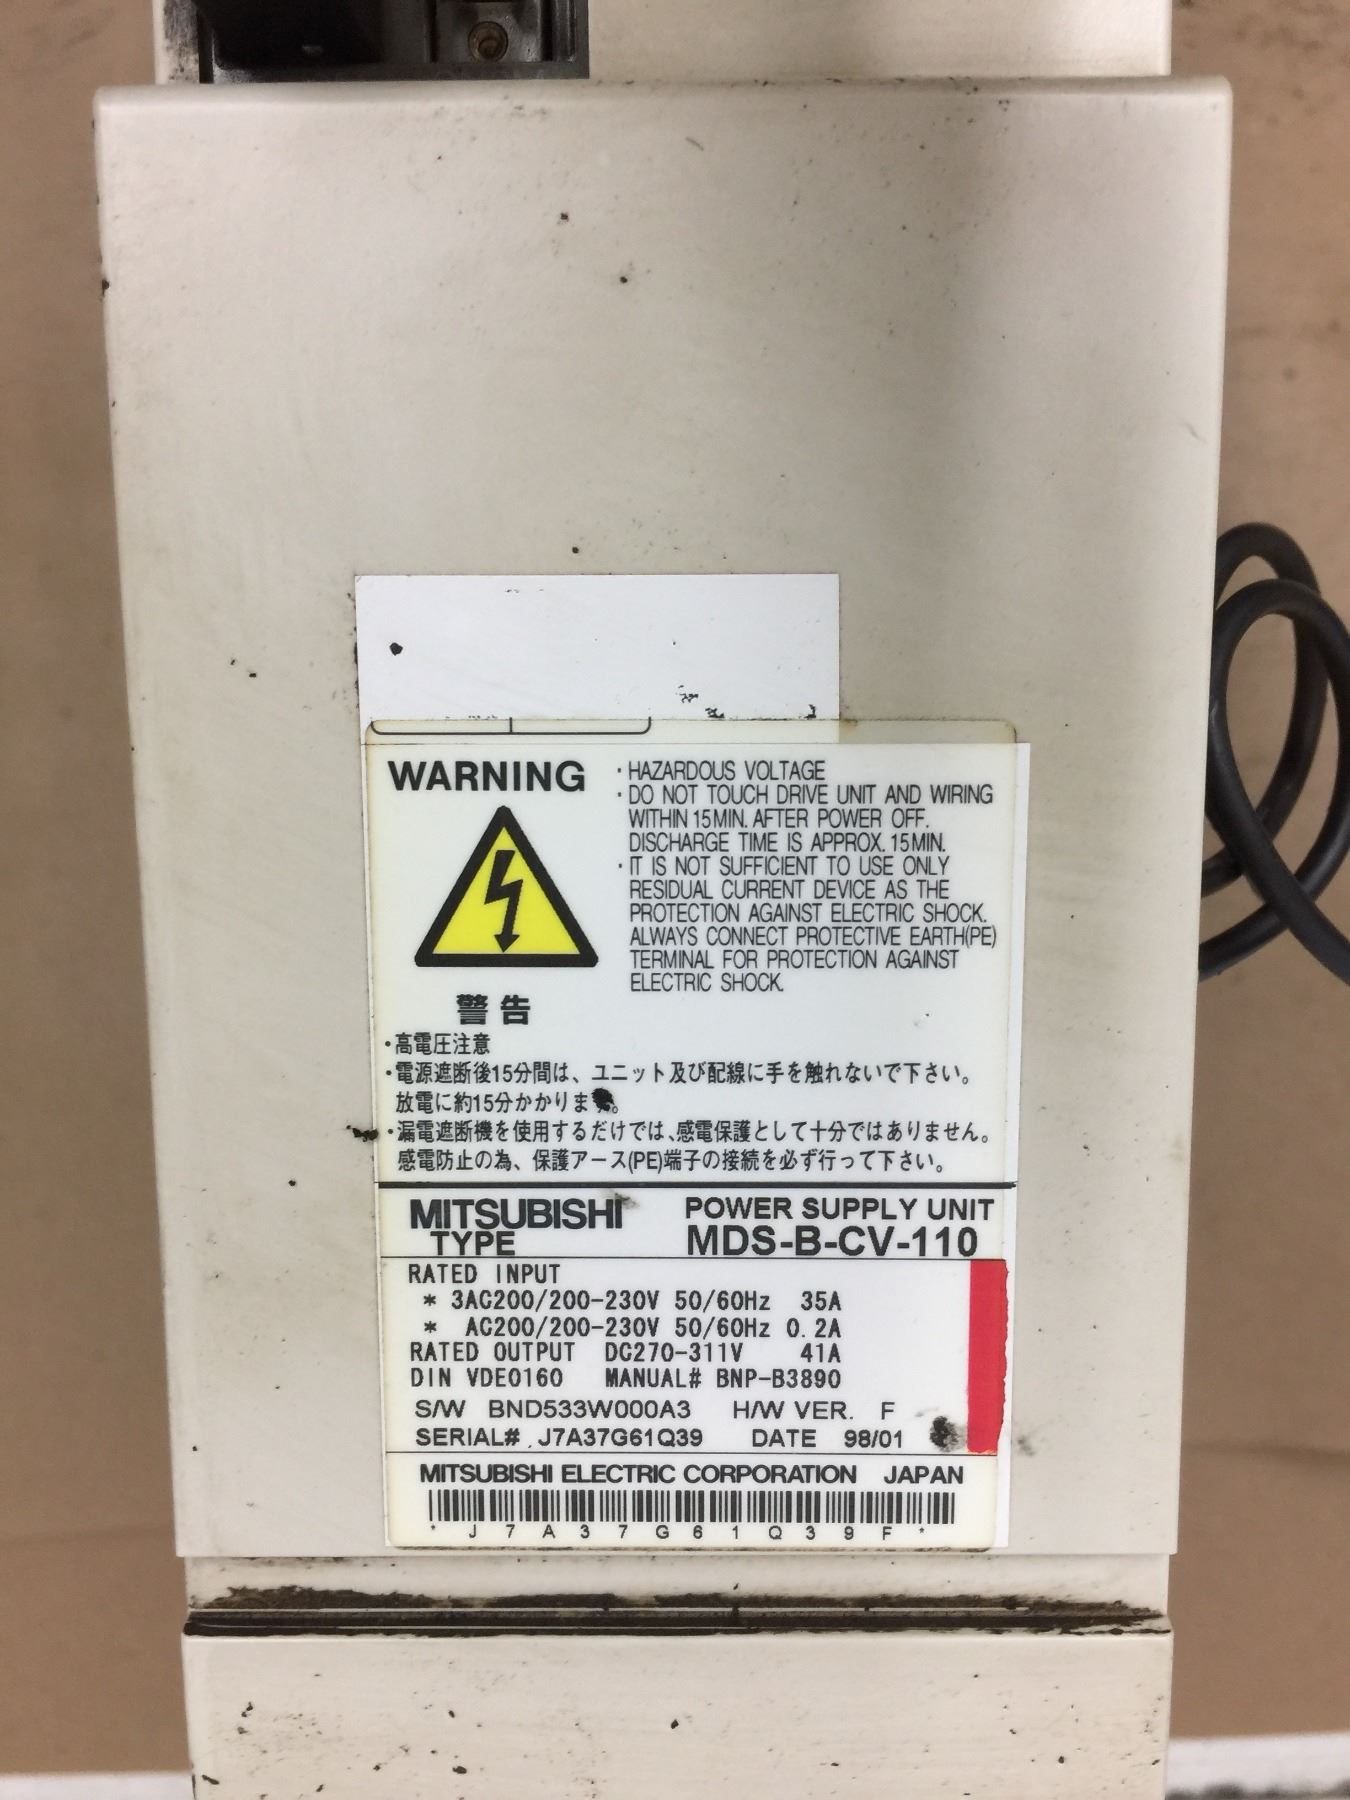 WARNING
・HAZARDOUS VOLTAGE
・DO NOT TOUCH DRIVE UNIT AND WIRING
WITHIN 15MIN. AFTER POWER OFF.
DISCHARGE TIME IS APPROX. 15MIN.
・IT IS NOT SUFFICIENT TO USE ONLY
RESIDUAL CURRENT DEVICE AS THE
PROTECTION AGAINST ELECTRIC SHOCK.
ALWAYS CONNECT PROTECTIVE EARTH(PE)
TERMINAL FOR PROTECTION AGAINST
ELECTRIC SHOCK.
警告
・高電圧注意
・電源遮断後15分間は、ユニット及び配線に手を触れないで下さい。
放電に約15分かかります。
・漏電遮断機を使用するだけでは、感電保護として十分ではありません。
感電防止の為、保護アース(PE)端子の接続を必ず行って下さい。
MITSUBISHI POWER SUPPLY UNIT
TYPE MDS-B-CV-110
RATED INPUT
* 3AC200/200-230V 50/60Hz 35A
* AC200/200-230V 50/60Hz 0.2A
RATED OUTPUT DC270-311V 41A
DIN VDE0160 MANUAL# BNP-B3890
S/W BND533W000A3 H/W VER. F
SERIAL# J7A37G61Q39 DATE 98/01
MITSUBISHI ELECTRIC CORPORATION JAPAN
* J 7 A 3 7 G 6 1 Q 3 9 F *